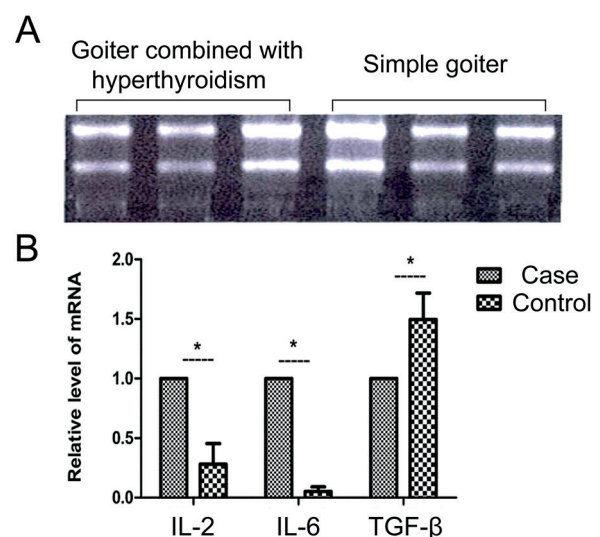 A
Goiter combined with
hyperthyroidism
Simple goiter
B
Relative level of mRNA
2.0
1.5
1.0
0.5
0.0
*
*
*
Case
Control
IL-2
IL-6
TGF-β